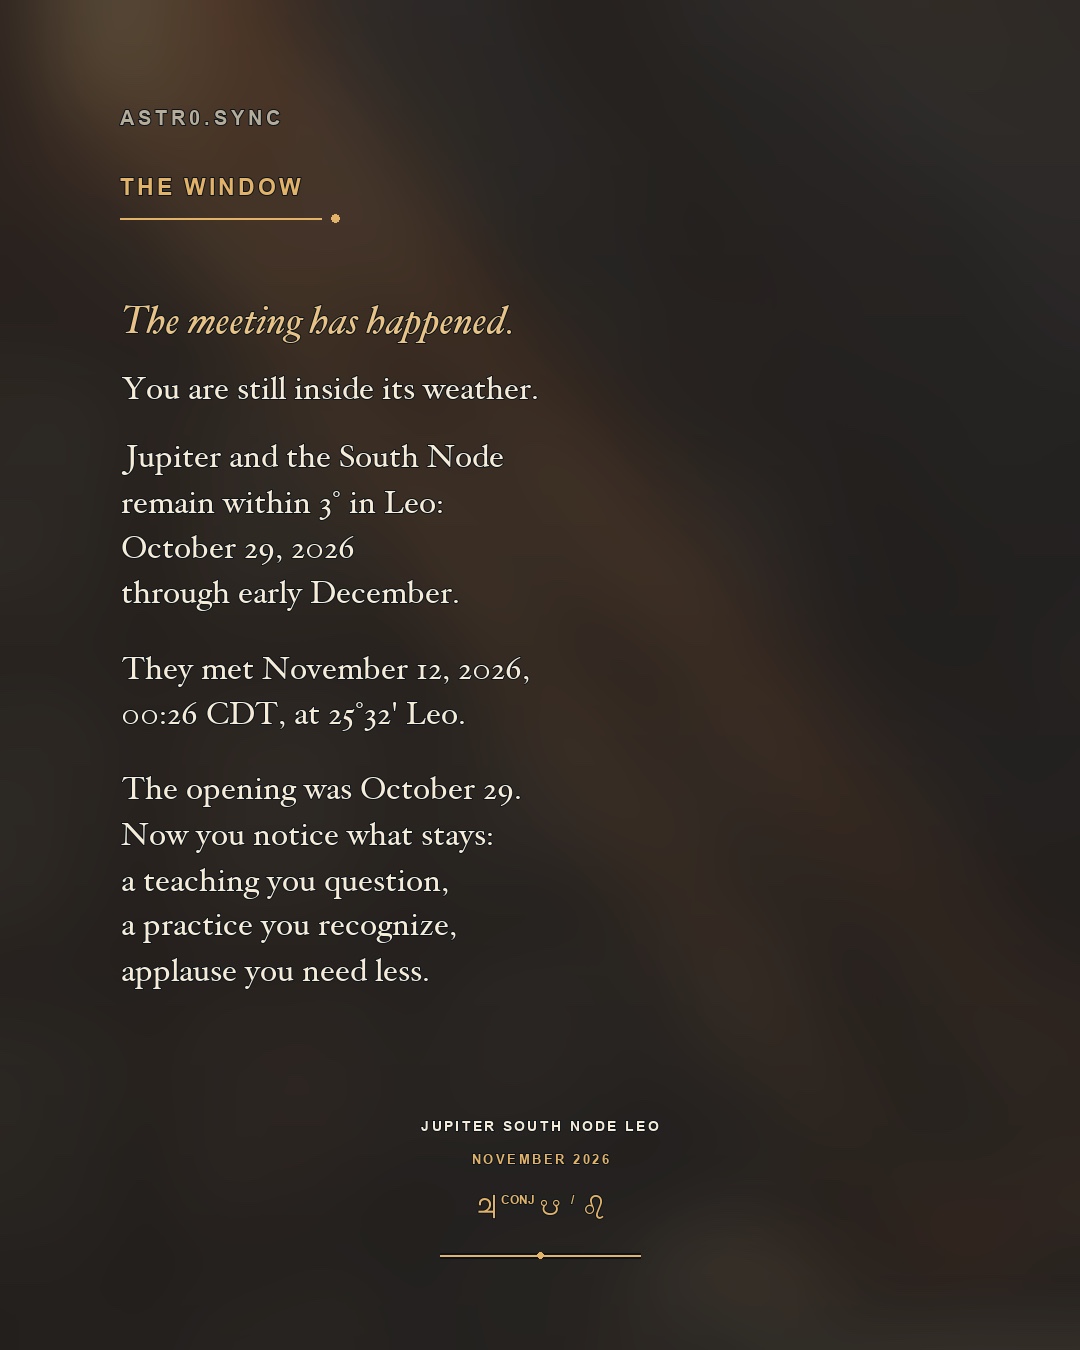 ASTR0.SYNC
THE WINDOW
The meeting has happened.
You are still inside its weather.
Jupiter and the South Node
remain within 3° in Leo:
October 29, 2026
through early December.
They met November 12, 2026,
00:26 CDT, at 25°32' Leo.
The opening was October 29.
Now you notice what stays:
a teaching you question,
a practice you recognize,
applause you need less.
JUPITER SOUTH NODE LEO
NOVEMBER 2026
♃ CONJ ☋ / ♌